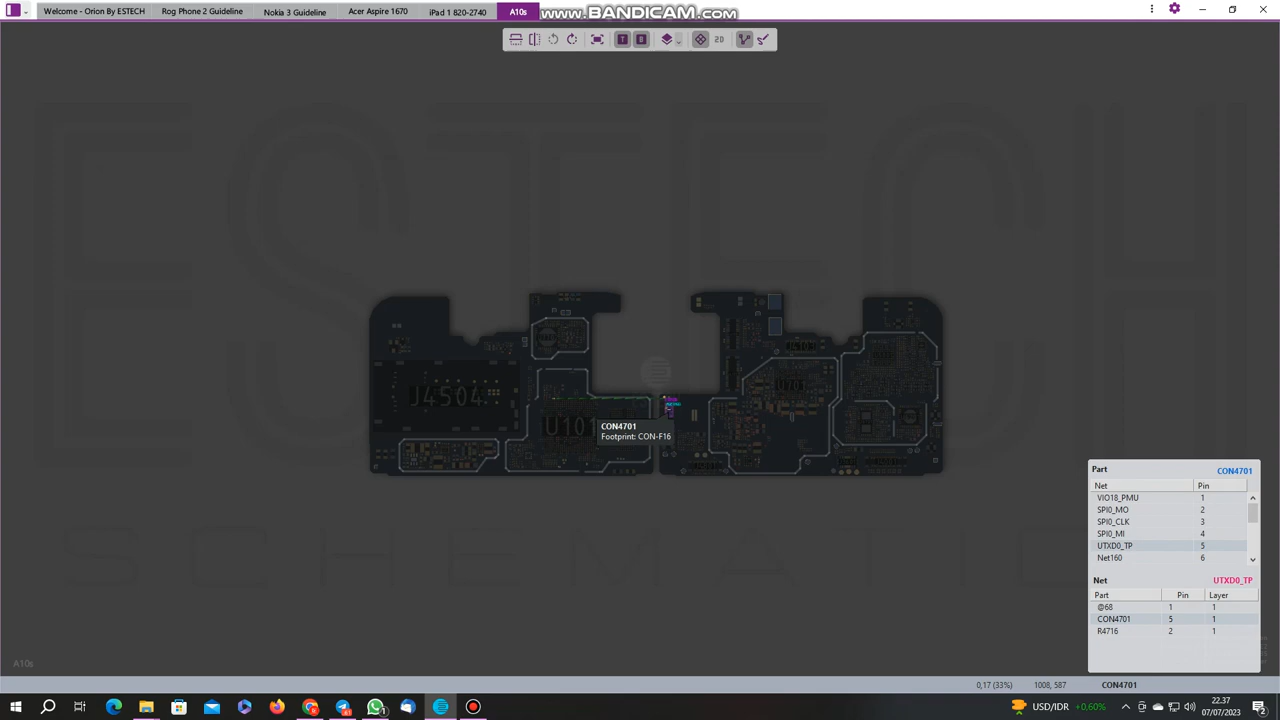 Welcome - Orion By ESTECH
Rog Phone 2 Guideline
Nokia 3 Guideline
Acer Aspire 1670
iPad 1 820-2740
A10s
www.BANDICAM.com
T
B
2D
ESTECH
SCHEMATIC
J4504
U101
CON4701
Footprint: CON-F16
Part CON4701
Net Pin
VIO18_PMU 1
SPI0_MO 2
SPI0_CLK 3
SPI0_MI 4
UTXD0_TP 5
Net160 6
Net UTXD0_TP
Part Pin Layer
@68 1 1
CON4701 5 1
R4716 2 1
A10s
0,17 (33%) 1008, 587 CON4701
USD/IDR +0,60%
22.37
07/07/2023